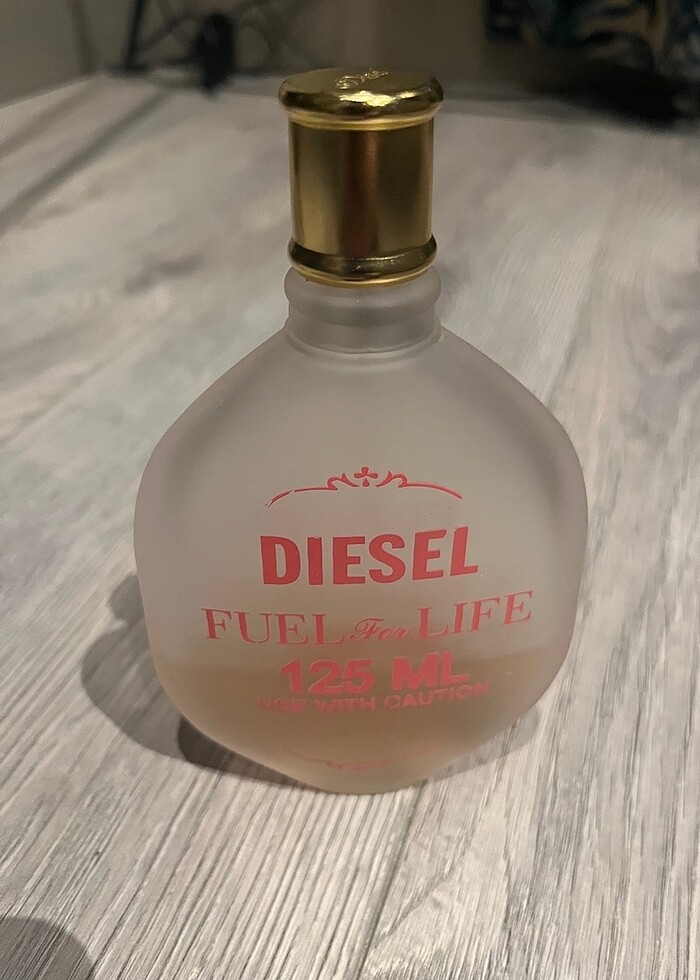 DIESEL
FUEL For LIFE
125 ML
USE WITH CAUTION